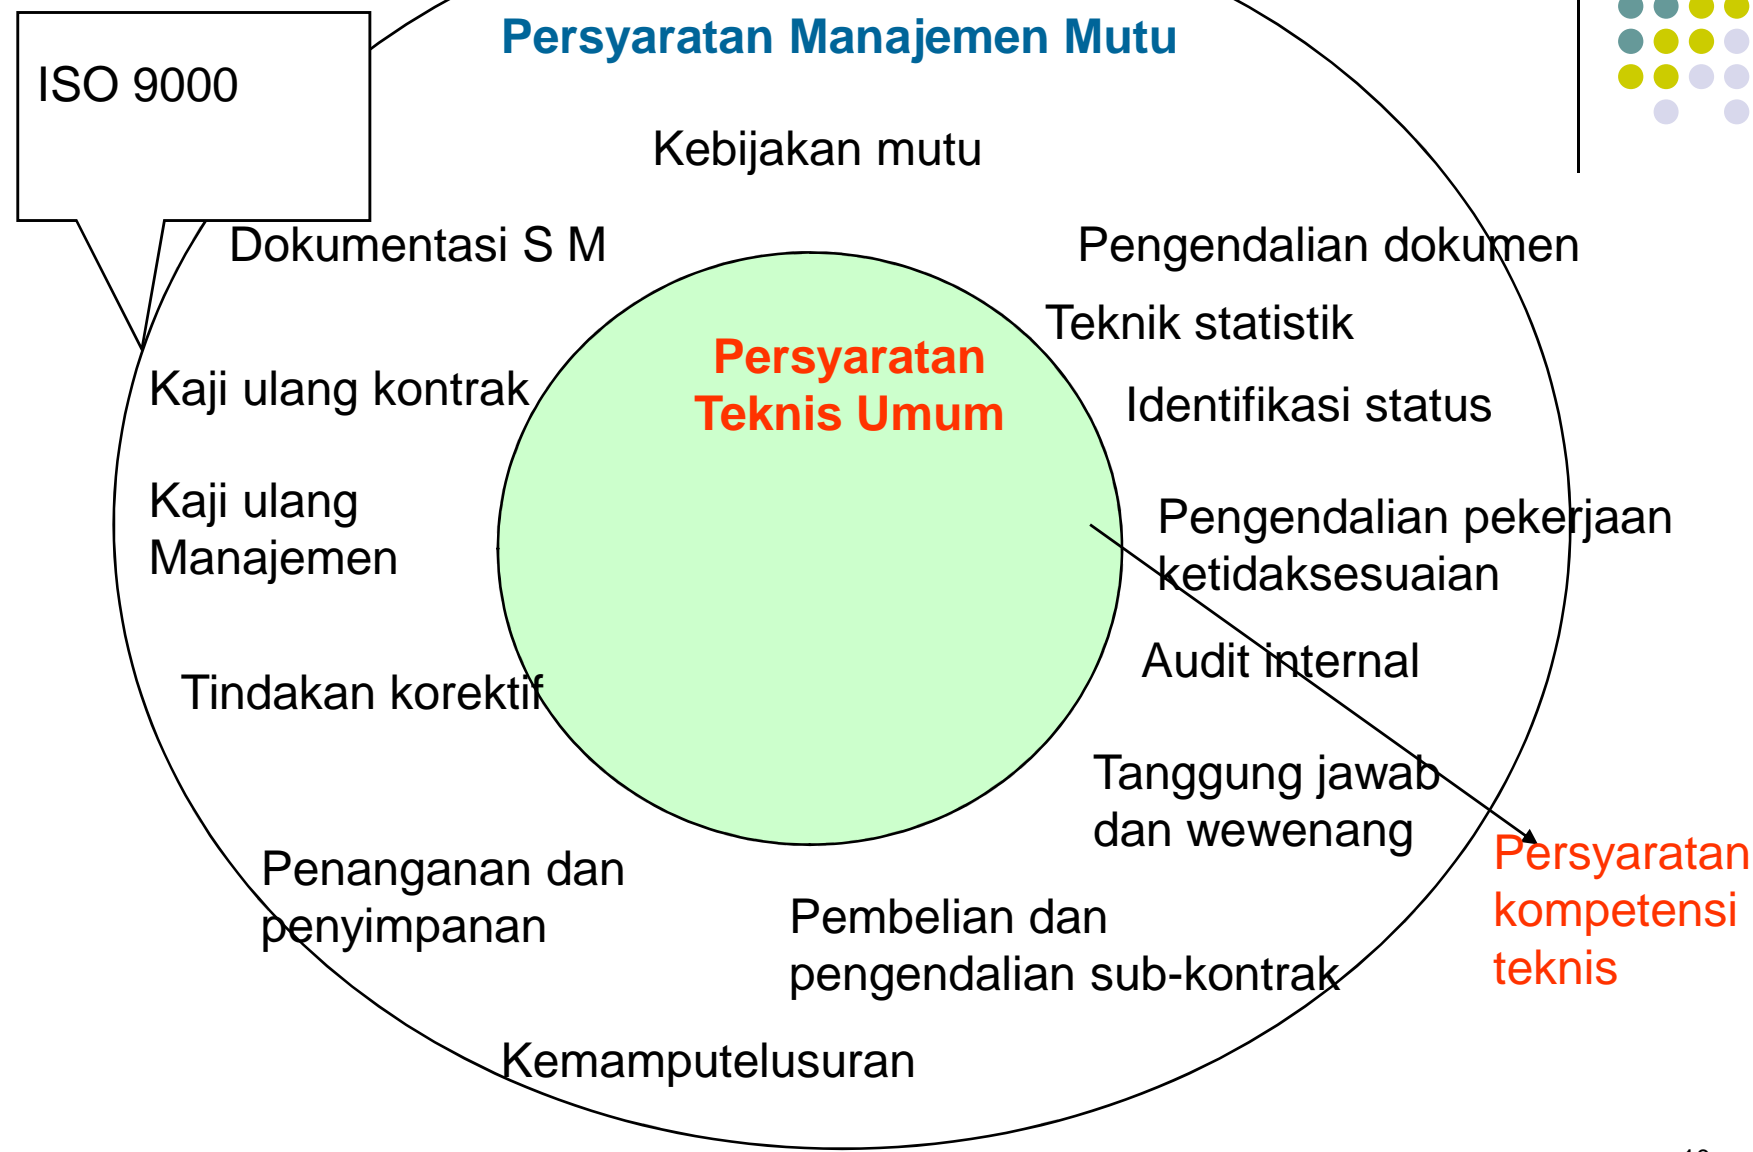 Persyaratan Manajemen Mutu
ISO 9000
Kebijakan mutu
Dokumentasi S M
Pengendalian dokumen
Teknik statistik
Persyaratan
Teknis Umum
Kaji ulang kontrak
Identifikasi status
Kaji ulang
Manajemen
Pengendalian pekerjaan
ketidaksesuaian
Audit internal
Tindakan korektif
Tanggung jawab
dan wewenang
Persyaratan
kompetensi
teknis
Penanganan dan
penyimpanan
Pembelian dan
pengendalian sub-kontrak
Kemamputelusuran